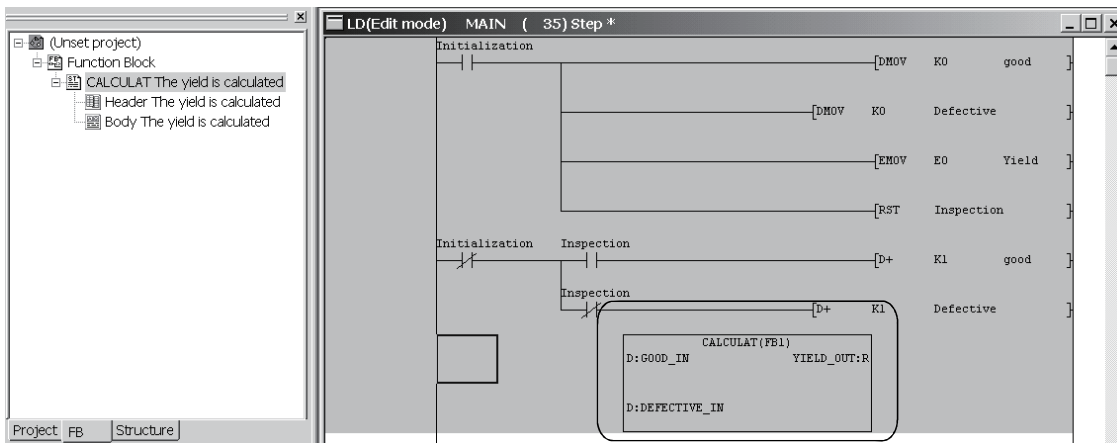 (Unset project)
Function Block
CALCULAT The yield is calculated
Header The yield is calculated
Body The yield is calculated
Project FB Structure
LD(Edit mode) MAIN ( 35) Step *
Initialization
[DMOV K0 good ]
[DMOV K0 Defective ]
[EMOV E0 Yield ]
[RST Inspection ]
Initialization Inspection
[D+ K1 good ]
Inspection
[D+ K1 Defective ]
CALCULAT(FB1)
D:GOOD_IN YIELD_OUT:R
D:DEFECTIVE_IN